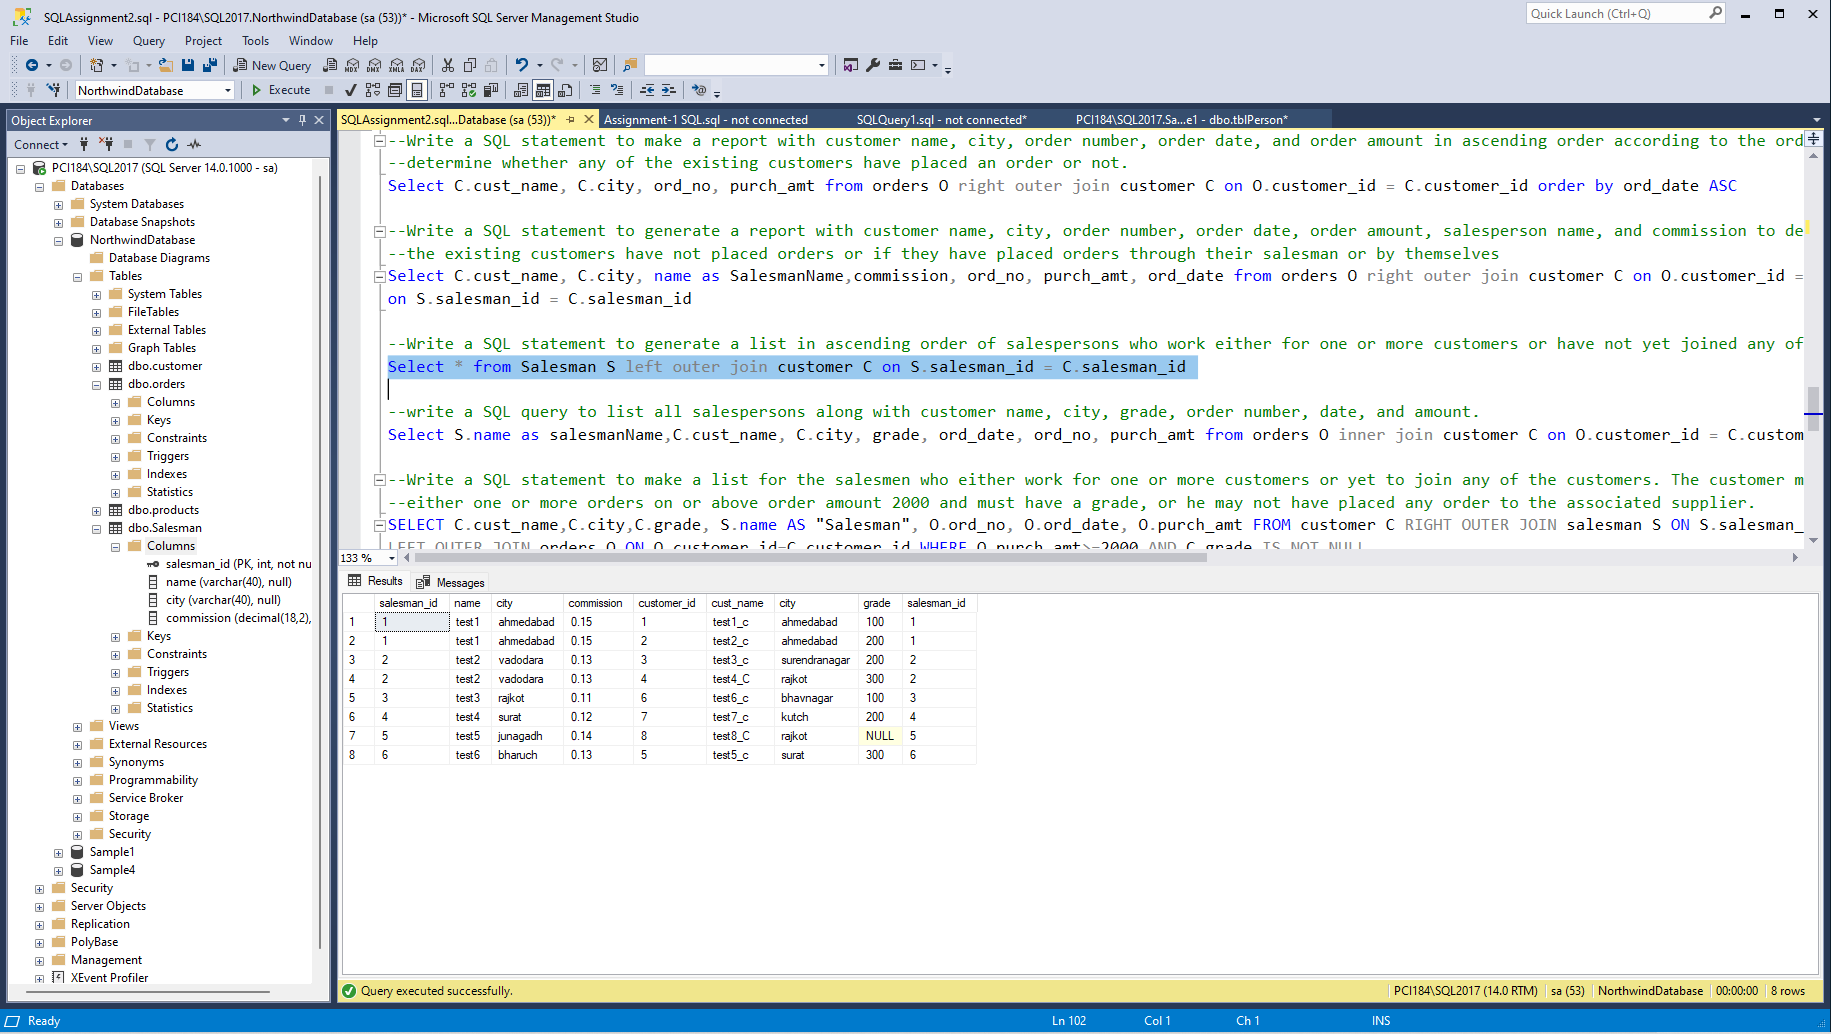 SQLAssignment2.sql - PCI184\SQL2017.NorthwindDatabase (sa (53))* - Microsoft SQL Server Management Studio
Quick Launch (Ctrl+Q)
File Edit View Query Project Tools Window Help
New Query
MDX DMX XMLA DAX
NorthwindDatabase
Execute
Object Explorer
SQLAssignment2.sql...Database (sa (53))*
Assignment-1 SQL.sql - not connected
SQLQuery1.sql - not connected*
PCI184\SQL2017.Sa...e1 - dbo.tblPerson*
Connect
PCI184\SQL2017 (SQL Server 14.0.1000 - sa)
Databases
System Databases
Database Snapshots
NorthwindDatabase
Database Diagrams
Tables
System Tables
FileTables
External Tables
Graph Tables
dbo.customer
dbo.orders
Columns
Keys
Constraints
Triggers
Indexes
Statistics
dbo.products
dbo.Salesman
Columns
salesman_id (PK, int, not nu
name (varchar(40), null)
city (varchar(40), null)
commission (decimal(18,2),
Keys
Constraints
Triggers
Indexes
Statistics
Views
External Resources
Synonyms
Programmability
Service Broker
Storage
Security
Sample1
Sample4
Security
Server Objects
Replication
PolyBase
Management
XEvent Profiler
--Write a SQL statement to make a report with customer name, city, order number, order date, and order amount in ascending order according to the ord
--determine whether any of the existing customers have placed an order or not.
Select C.cust_name, C.city, ord_no, purch_amt from orders O right outer join customer C on O.customer_id = C.customer_id order by ord_date ASC
--Write a SQL statement to generate a report with customer name, city, order number, order date, order amount, salesperson name, and commission to de
--the existing customers have not placed orders or if they have placed orders through their salesman or by themselves
Select C.cust_name, C.city, name as SalesmanName,commission, ord_no, purch_amt, ord_date from orders O right outer join customer C on O.customer_id =
on S.salesman_id = C.salesman_id
--Write a SQL statement to generate a list in ascending order of salespersons who work either for one or more customers or have not yet joined any of
Select * from Salesman S left outer join customer C on S.salesman_id = C.salesman_id
--write a SQL query to list all salespersons along with customer name, city, grade, order number, date, and amount.
Select S.name as salesmanName,C.cust_name, C.city, grade, ord_date, ord_no, purch_amt from orders O inner join customer C on O.customer_id = C.custom
--Write a SQL statement to make a list for the salesmen who either work for one or more customers or yet to join any of the customers. The customer m
--either one or more orders on or above order amount 2000 and must have a grade, or he may not have placed any order to the associated supplier.
SELECT C.cust_name,C.city,C.grade, S.name AS "Salesman", O.ord_no, O.ord_date, O.purch_amt FROM customer C RIGHT OUTER JOIN salesman S ON S.salesman_
LEFT OUTER JOIN orders O ON O.customer_id=C.customer_id WHERE O.purch_amt>=2000 AND C.grade IS NOT NULL
133 %
Results Messages
salesman_id name city commission customer_id cust_name city grade salesman_id
1 1 test1 ahmedabad 0.15 1 test1_c ahmedabad 100 1
2 1 test1 ahmedabad 0.15 2 test2_c ahmedabad 200 1
3 2 test2 vadodara 0.13 3 test3_c surendranagar 200 2
4 2 test2 vadodara 0.13 4 test4_C rajkot 300 2
5 3 test3 rajkot 0.11 6 test6_c bhavnagar 100 3
6 4 test4 surat 0.12 7 test7_c kutch 200 4
7 5 test5 junagadh 0.14 8 test8_C rajkot NULL 5
8 6 test6 bharuch 0.13 5 test5_c surat 300 6
Query executed successfully.
PCI184\SQL2017 (14.0 RTM) sa (53) NorthwindDatabase 00:00:00 8 rows
Ready Ln 102 Col 1 Ch 1 INS